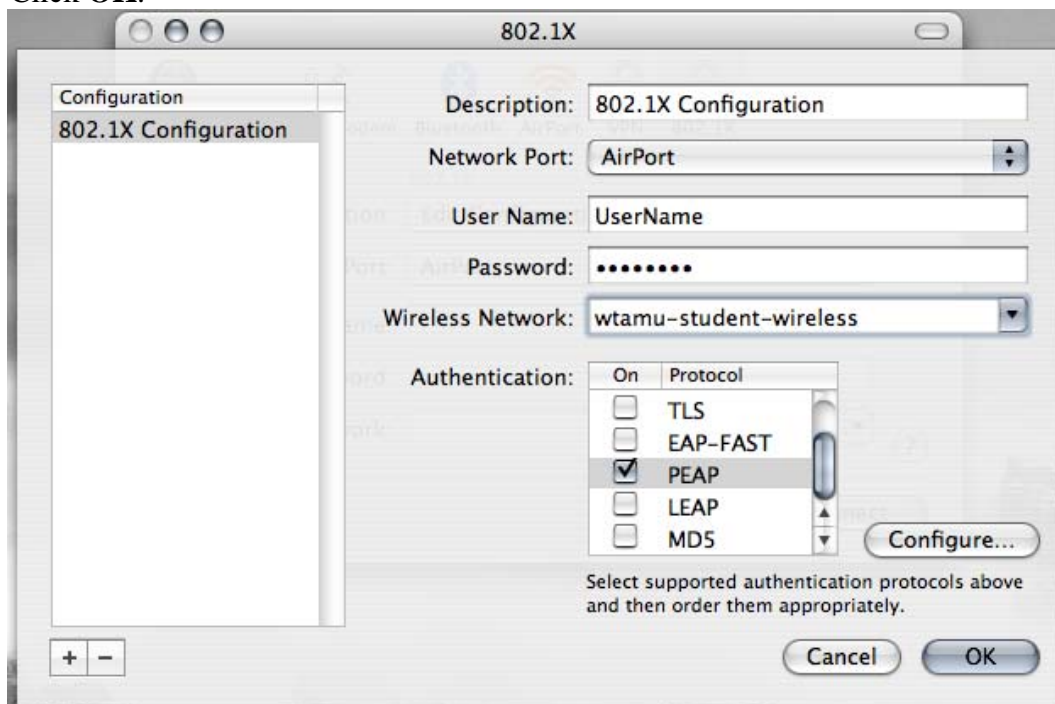 Click OK.
802.1X
Configuration
802.1X Configuration
Description: 802.1X Configuration
Network Port: AirPort
User Name: UserName
Password: ••••••••
Wireless Network: wtamu-student-wireless
Authentication:
On Protocol
TLS
EAP-FAST
PEAP
LEAP
MD5
Configure...
Select supported authentication protocols above
and then order them appropriately.
+ −
Cancel OK